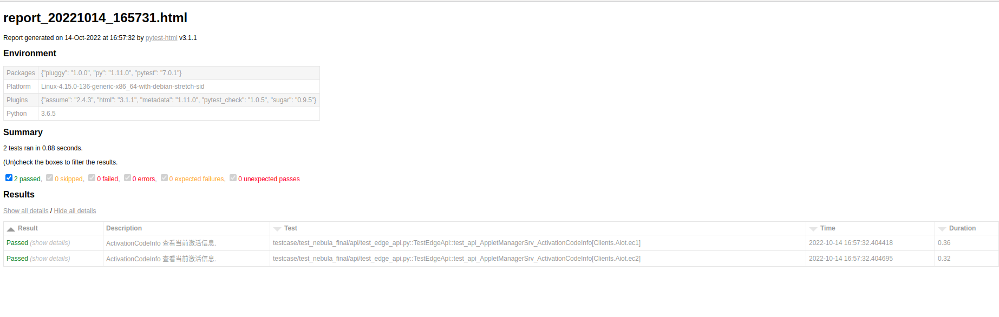 report_20221014_165731.html
Report generated on 14-Oct-2022 at 16:57:32 by pytest-html v3.1.1
Environment
Packages {"pluggy": "1.0.0", "py": "1.11.0", "pytest": "7.0.1"}
Platform Linux-4.15.0-136-generic-x86_64-with-debian-stretch-sid
Plugins {"assume": "2.4.3", "html": "3.1.1", "metadata": "1.11.0", "pytest_check": "1.0.5", "sugar": "0.9.5"}
Python 3.6.5
Summary
2 tests ran in 0.88 seconds.
(Un)check the boxes to filter the results.
2 passed, 0 skipped, 0 failed, 0 errors, 0 expected failures, 0 unexpected passes
Results
Show all details / Hide all details
Result Description Test Time Duration
Passed (show details) ActivationCodeInfo 查看当前激活信息. testcase/test_nebula_final/api/test_edge_api.py::TestEdgeApi::test_api_AppletManagerSrv_ActivationCodeInfo[Clients.Aiot.ec1] 2022-10-14 16:57:32.404418 0.36
Passed (show details) ActivationCodeInfo 查看当前激活信息. testcase/test_nebula_final/api/test_edge_api.py::TestEdgeApi::test_api_AppletManagerSrv_ActivationCodeInfo[Clients.Aiot.ec2] 2022-10-14 16:57:32.404695 0.32